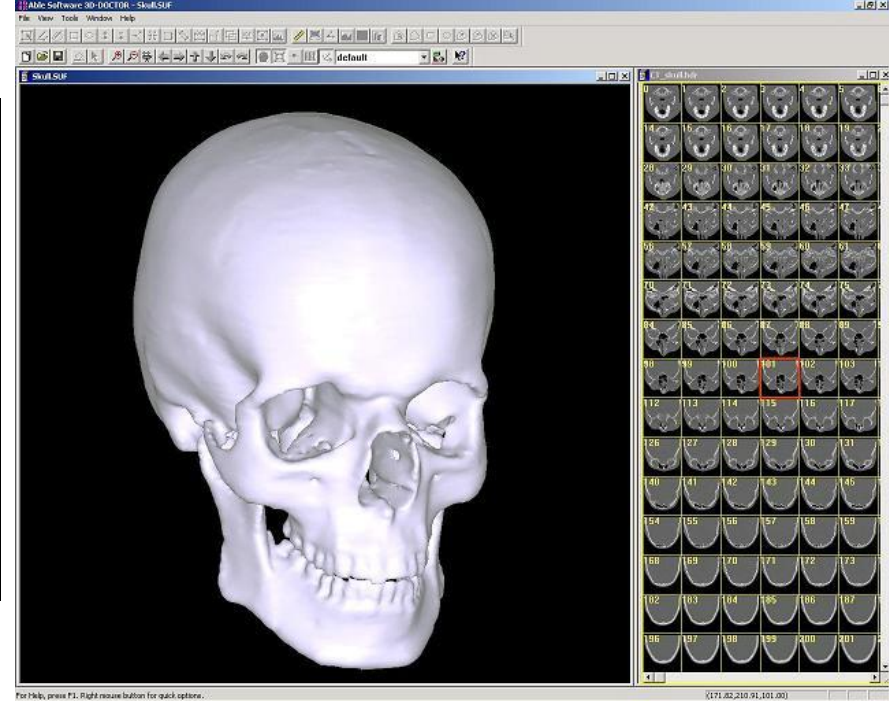 Able Software 3D-DOCTOR - Skull.SUF
File View Tools Window Help
default
Skull.SUF
CT_skull.hdr
0 1 2 3 4 5
14 15 16 17 18 19
28 29 30 31 32 33
42 43 44 45 46 47
56 57 58 59 60 61
70 71 72 73 74 75
84 85 86 87 88 89
98 99 100 101 102 103
112 113 114 115 116 117
126 127 128 129 130 131
140 141 142 143 144 145
154 155 156 157 158 159
168 169 170 171 172 173
182 183 184 185 186 187
196 197 198 199 200 201
For Help, press F1. Right mouse button for quick options.
(171.82,210.91,101.00)